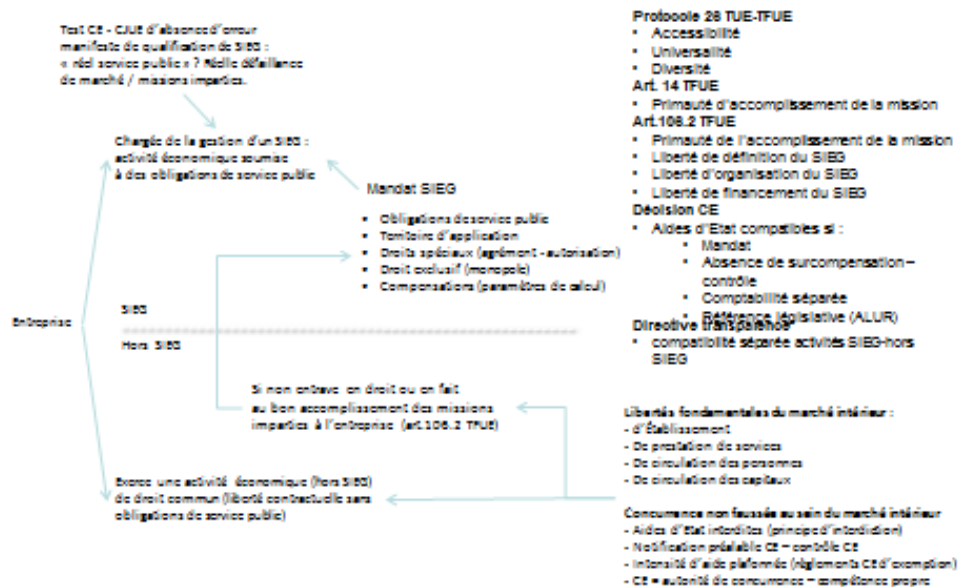 Test CE - CJUE d'absence d'erreur
manifeste de qualification de SIEG :
« réel service public » ? Réelle défaillance
de marché / missions imparties.
Chargée de la gestion d'un SIEG :
activité économique soumise
à des obligations de service public
Mandat SIEG
▪ Obligations de service public
▪ Territoire d'application
▪ Droits spéciaux (agrément - autorisation)
▪ Droit exclusif (monopole)
▪ Compensations (paramètres de calcul)
Entreprise
SIEG
Hors SIEG
Si non entrave en droit ou en fait
au bon accomplissement des missions
imparties à l'entreprise (art.106.2 TFUE)
Exerce une activité économique (hors SIEG)
de droit commun (liberté contractuelle sans
obligations de service public)
Protocole 26 TUE-TFUE
▪ Accessibilité
▪ Universalité
▪ Diversité
Art. 14 TFUE
▪ Primauté d'accomplissement de la mission
Art.106.2 TFUE
▪ Primauté de l'accomplissement de la mission
▪ Liberté de définition du SIEG
▪ Liberté d'organisation du SIEG
▪ Liberté de financement du SIEG
Décision CE
▪ Aides d'Etat compatibles si :
▪ Mandat
▪ Absence de surcompensation –
contrôle
▪ Comptabilité séparée
▪ Référence législative (ALUR)
Directive transparence
▪ compatibilité séparée activités SIEG-hors
SIEG
Libertés fondamentales du marché intérieur :
- d'Établissement
- De prestation de services
- De circulation des personnes
- De circulation des capitaux
Concurrence non faussée au sein du marché intérieur
- Aides d'Etat interdites (principe d'interdiction)
- Notification préalable CE – contrôle CE
- Intensité d'aide plafonnée (règlements CE d'exemption)
- CE = autorité de concurrence – compétence propre